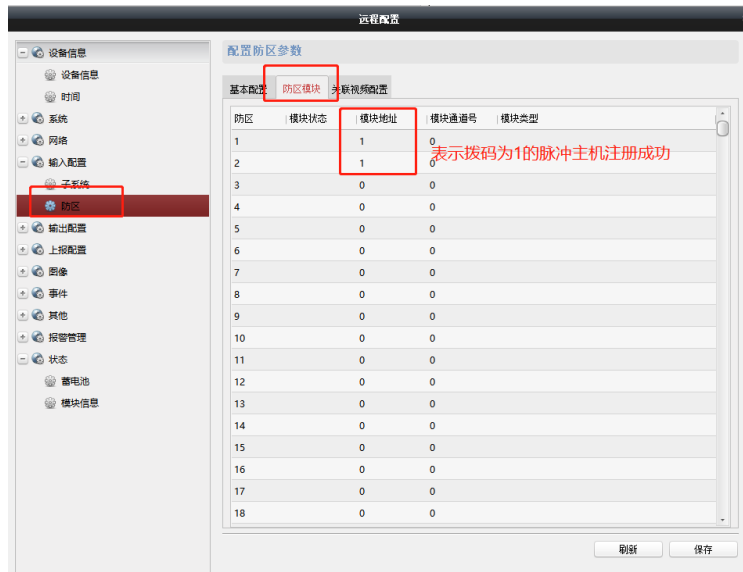 远程配置
设备信息
设备信息
时间
系统
网络
输入配置
子系统
防区
输出配置
上报配置
图像
事件
其他
报警管理
状态
蓄电池
模块信息
配置防区参数
基本配置 防区模块 关联视频配置
防区 模块状态 模块地址 模块通道号 模块类型
1 1 0
2 1 0
表示拨码为1的脉冲主机注册成功
3 0 0
4 0 0
5 0 0
6 0 0
7 0 0
8 0 0
9 0 0
10 0 0
11 0 0
12 0 0
13 0 0
14 0 0
15 0 0
16 0 0
17 0 0
18 0 0
刷新 保存